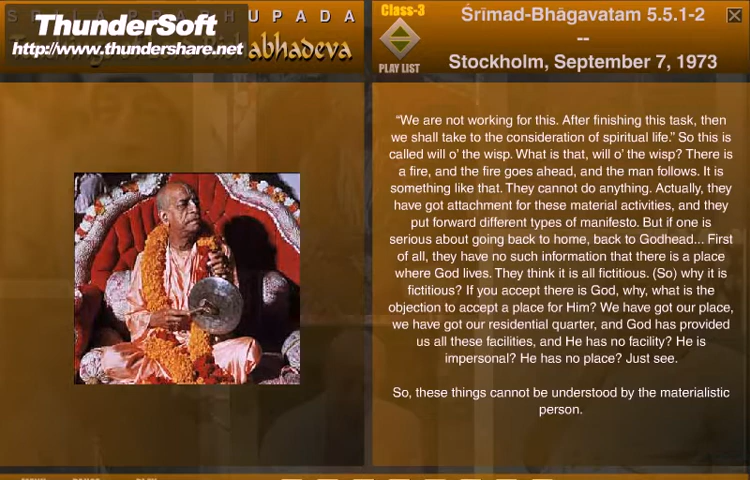 SRILA PRABHUPADA
ThunderSoft
http://www.thundershare.net
Rishabhadeva
Class-3
PLAY LIST
Śrīmad-Bhāgavatam 5.5.1-2
--
Stockholm, September 7, 1973
“We are not working for this. After finishing this task, then
we shall take to the consideration of spiritual life.” So this is
called will o’ the wisp. What is that, will o’ the wisp? There is
a fire, and the fire goes ahead, and the man follows. It is
something like that. They cannot do anything. Actually, they
have got attachment for these material activities, and they
put forward different types of manifesto. But if one is
serious about going back to home, back to Godhead... First
of all, they have no such information that there is a place
where God lives. They think it is all fictitious. (So) why it is
fictitious? If you accept there is God, why, what is the
objection to accept a place for Him? We have got our place,
we have got our residential quarter, and God has provided
us all these facilities, and He has no facility? He is
impersonal? He has no place? Just see.
So, these things cannot be understood by the materialistic
person.